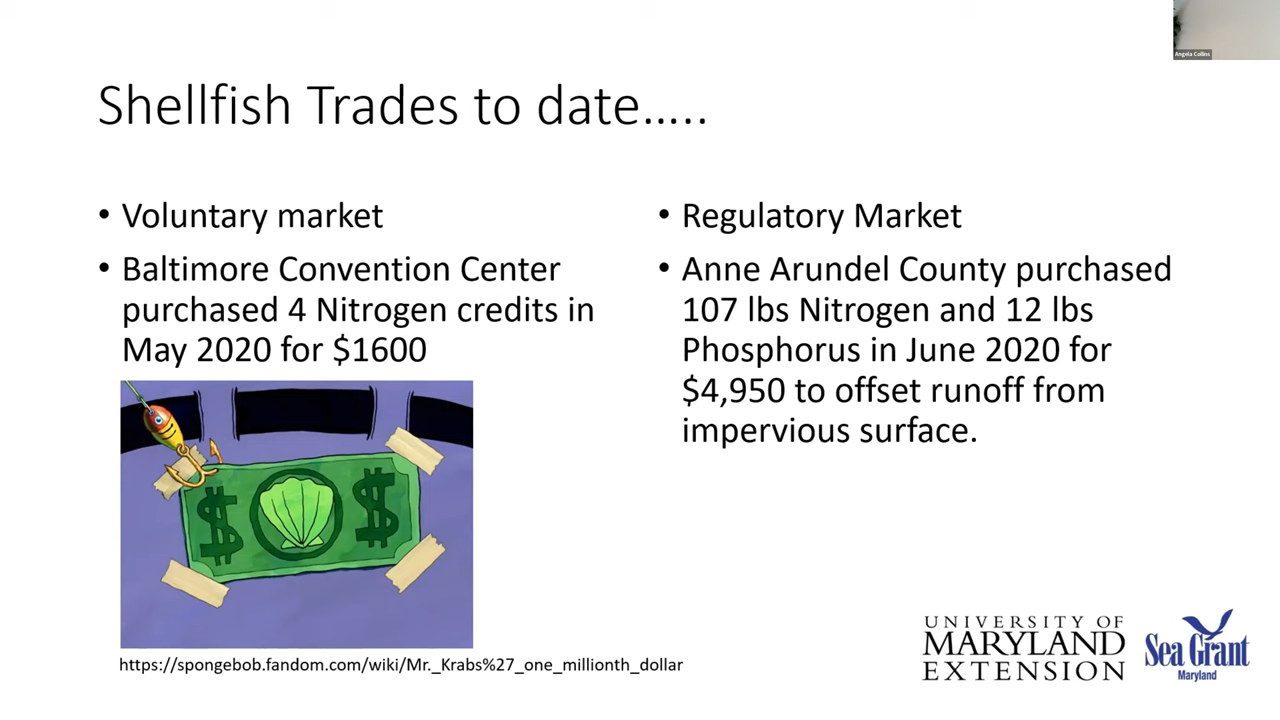 Angela Collins
Shellfish Trades to date.....
• Voluntary market
• Baltimore Convention Center
purchased 4 Nitrogen credits in
May 2020 for $1600
• Regulatory Market
• Anne Arundel County purchased
107 lbs Nitrogen and 12 lbs
Phosphorus in June 2020 for
$4,950 to offset runoff from
impervious surface.
$ $
https://spongebob.fandom.com/wiki/Mr._Krabs%27_one_millionth_dollar
UNIVERSITY OF
MARYLAND
EXTENSION
Sea Grant
Maryland